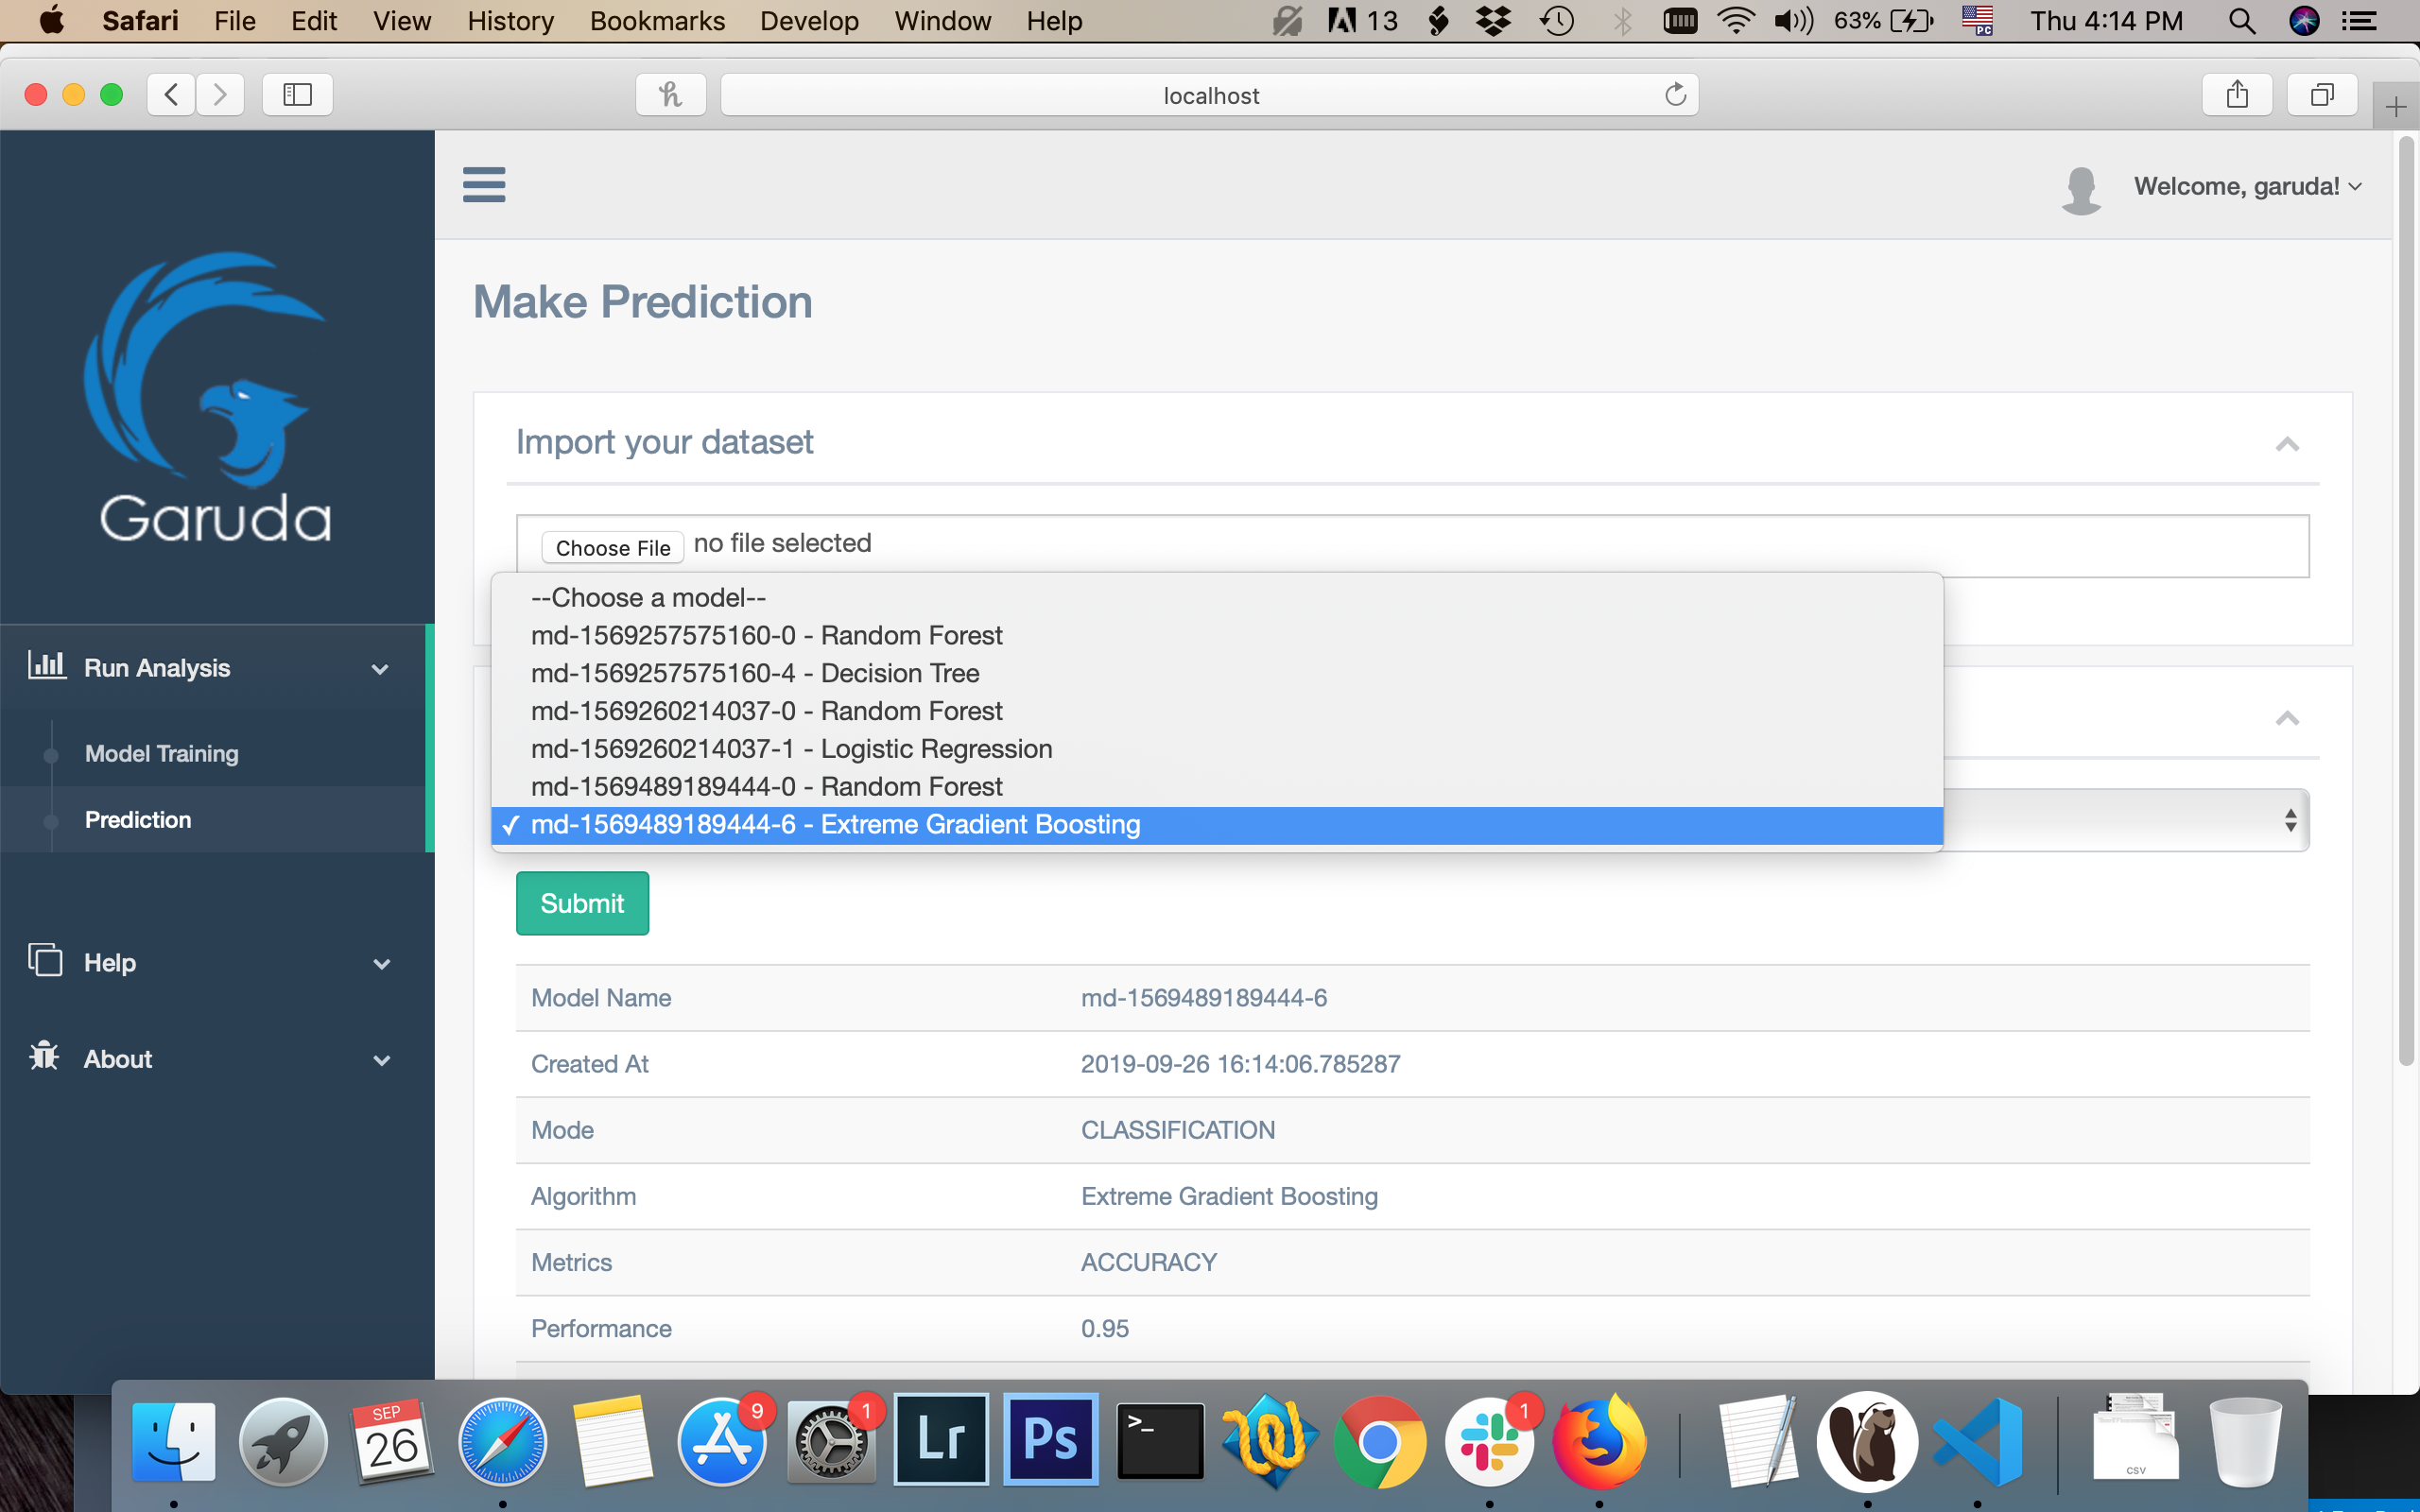 Safari File Edit View History Bookmarks Develop Window Help 13 63% PC Thu 4:14 PM
localhost
Welcome, garuda!
Garuda
Make Prediction
Import your dataset
Choose File no file selected
--Choose a model--
md-1569257575160-0 - Random Forest
md-1569257575160-4 - Decision Tree
md-1569260214037-0 - Random Forest
md-1569260214037-1 - Logistic Regression
md-1569489189444-0 - Random Forest
✓ md-1569489189444-6 - Extreme Gradient Boosting
Run Analysis
Model Training
Prediction
Help
About
Submit
Model Name md-1569489189444-6
Created At 2019-09-26 16:14:06.785287
Mode CLASSIFICATION
Algorithm Extreme Gradient Boosting
Metrics ACCURACY
Performance 0.95
SEP
26
9
1
Lr
Ps
>_
1
CSV